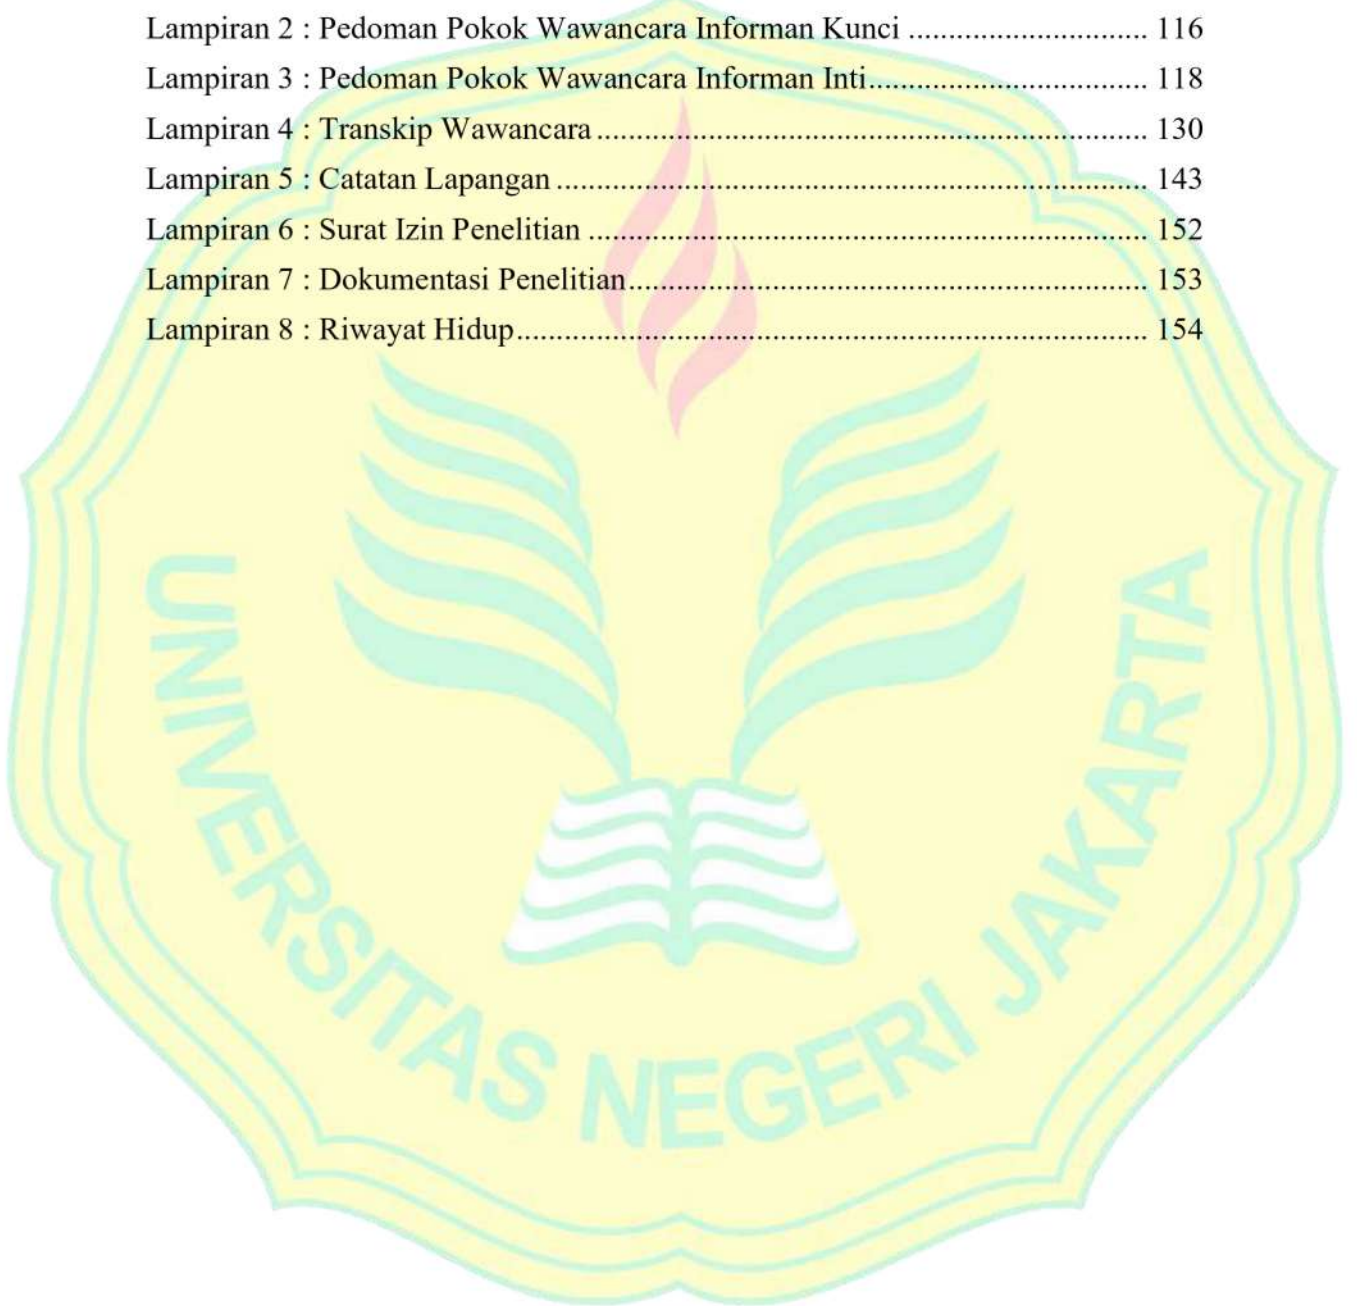 Lampiran 2 : Pedoman Pokok Wawancara Informan Kunci .............................. 116
Lampiran 3 : Pedoman Pokok Wawancara Informan Inti................................... 118
Lampiran 4 : Transkip Wawancara ...................................................................... 130
Lampiran 5 : Catatan Lapangan ........................................................................... 143
Lampiran 6 : Surat Izin Penelitian ....................................................................... 152
Lampiran 7 : Dokumentasi Penelitian.................................................................. 153
Lampiran 8 : Riwayat Hidup................................................................................ 154
UNIVERSITAS NEGERI JAKARTA